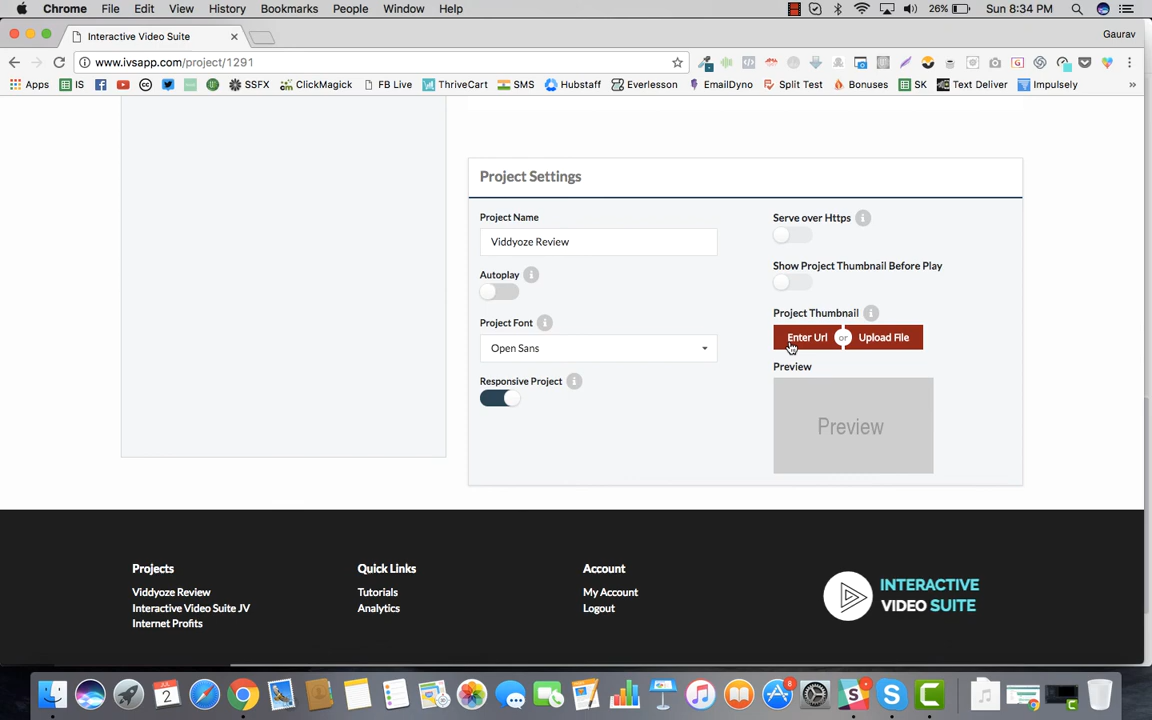 Chrome File Edit View History Bookmarks People Window Help 26% Sun 8:34 PM
Interactive Video Suite Gaurav
www.ivsapp.com/project/1291
Apps IS SSFX ClickMagick FB Live ThriveCart SMS Hubstaff Everlesson EmailDyno Split Test Bonuses SK Text Deliver Impulsely »
Project Settings
Project Name
Viddyoze Review
Autoplay
Project Font
Open Sans
Responsive Project
Serve over Https
Show Project Thumbnail Before Play
Project Thumbnail
Enter Url or Upload File
Preview
Preview
Projects
Viddyoze Review
Interactive Video Suite JV
Internet Profits
Quick Links
Tutorials
Analytics
Account
My Account
Logout
INTERACTIVE
VIDEO SUITE
2
8